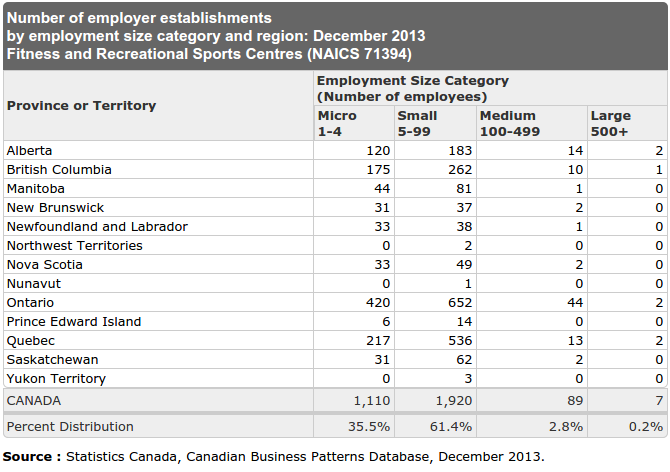 Number of employer establishments
by employment size category and region: December 2013
Fitness and Recreational Sports Centres (NAICS 71394)
Province or Territory
Employment Size Category
(Number of employees)
Micro Small Medium Large
1-4 5-99 100-499 500+
Alberta 120 183 14 2
British Columbia 175 262 10 1
Manitoba 44 81 1 0
New Brunswick 31 37 2 0
Newfoundland and Labrador 33 38 1 0
Northwest Territories 0 2 0 0
Nova Scotia 33 49 2 0
Nunavut 0 1 0 0
Ontario 420 652 44 2
Prince Edward Island 6 14 0 0
Quebec 217 536 13 2
Saskatchewan 31 62 2 0
Yukon Territory 0 3 0 0
CANADA 1,110 1,920 89 7
Percent Distribution 35.5% 61.4% 2.8% 0.2%
Source : Statistics Canada, Canadian Business Patterns Database, December 2013.